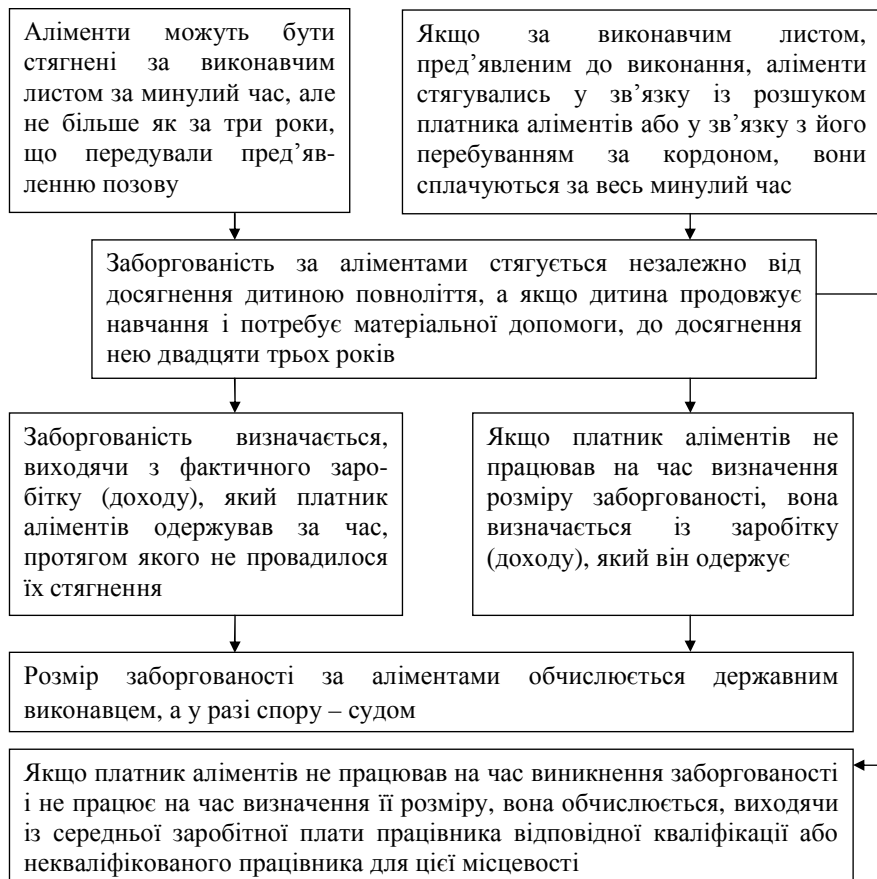 Аліменти можуть бути
стягнені за виконавчим
листом за минулий час, але
не більше як за три роки,
що передували пред’яв-
ленню позову
Якщо за виконавчим листом,
пред’явленим до виконання, аліменти
стягувались у зв’язку із розшуком
платника аліментів або у зв’язку з його
перебуванням за кордоном, вони
сплачуються за весь минулий час
Заборгованість за аліментами стягується незалежно від
досягнення дитиною повноліття, а якщо дитина продовжує
навчання і потребує матеріальної допомоги, до досягнення
нею двадцяти трьох років
Заборгованість визначається,
виходячи з фактичного заро-
бітку (доходу), який платник
аліментів одержував за час,
протягом якого не провадилося
їх стягнення
Якщо платник аліментів не
працював на час визначення
розміру заборгованості, вона
визначається із заробітку
(доходу), який він одержує
Розмір заборгованості за аліментами обчислюється державним
виконавцем, а у разі спору – судом
Якщо платник аліментів не працював на час виникнення заборгованості
і не працює на час визначення її розміру, вона обчислюється, виходячи
із середньої заробітної плати працівника відповідної кваліфікації або
некваліфікованого працівника для цієї місцевості